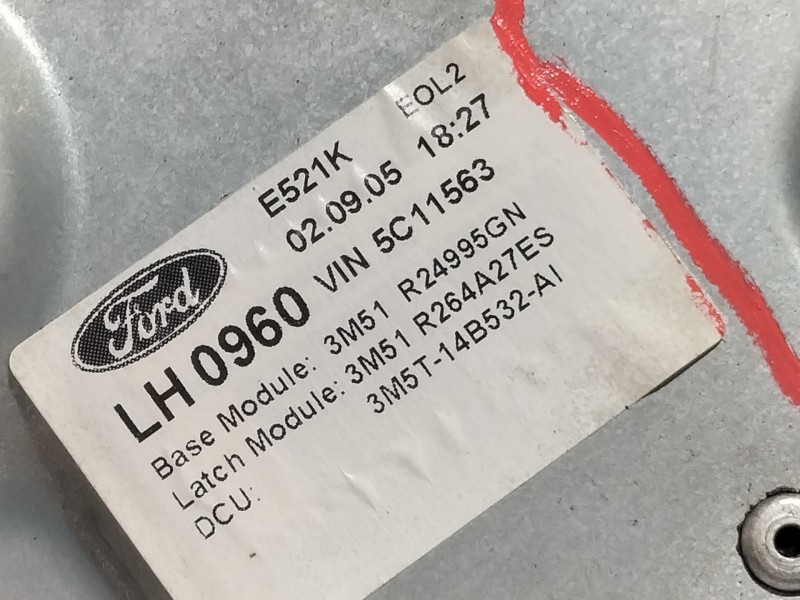 E521K EOL2
02.09.05 18:27
Ford
LH 0960 VIN 5C11563
Base Module: 3M51 R24995GN
Latch Module: 3M51 R264A27ES
DCU: 3M5T-14B532-AI